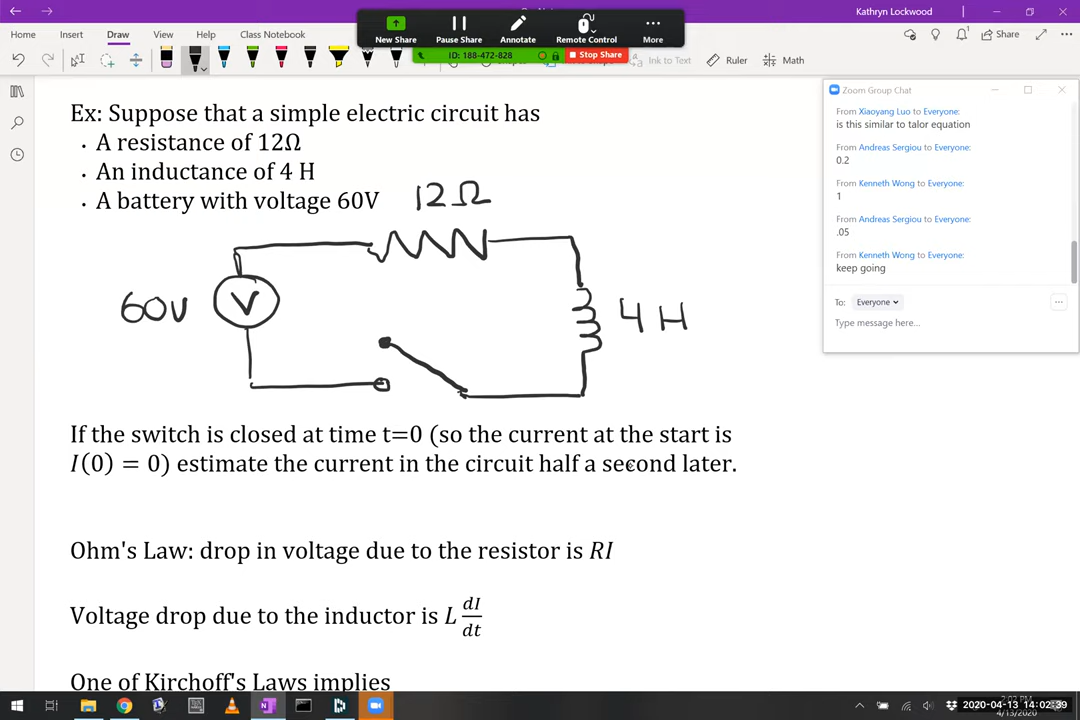 Kathryn Lockwood
Home Insert Draw View Help Class Notebook
New Share Pause Share Annotate Remote Control More
ID: 188-472-828 Stop Share
Share
Ink to Text Ruler Math
Ex: Suppose that a simple electric circuit has
· A resistance of 12Ω
· An inductance of 4 H
· A battery with voltage 60V
12Ω
60V
V
4 H
If the switch is closed at time t=0 (so the current at the start is
I(0) = 0) estimate the current in the circuit half a second later.
Ohm's Law: drop in voltage due to the resistor is RI
Voltage drop due to the inductor is L dI/dt
One of Kirchoff's Laws implies
Zoom Group Chat
From Xiaoyang Luo to Everyone:
is this similar to talor equation
From Andreas Sergiou to Everyone:
0.2
From Kenneth Wong to Everyone:
1
From Andreas Sergiou to Everyone:
.05
From Kenneth Wong to Everyone:
keep going
To: Everyone
Type message here...
2020-04-13 14:02:39